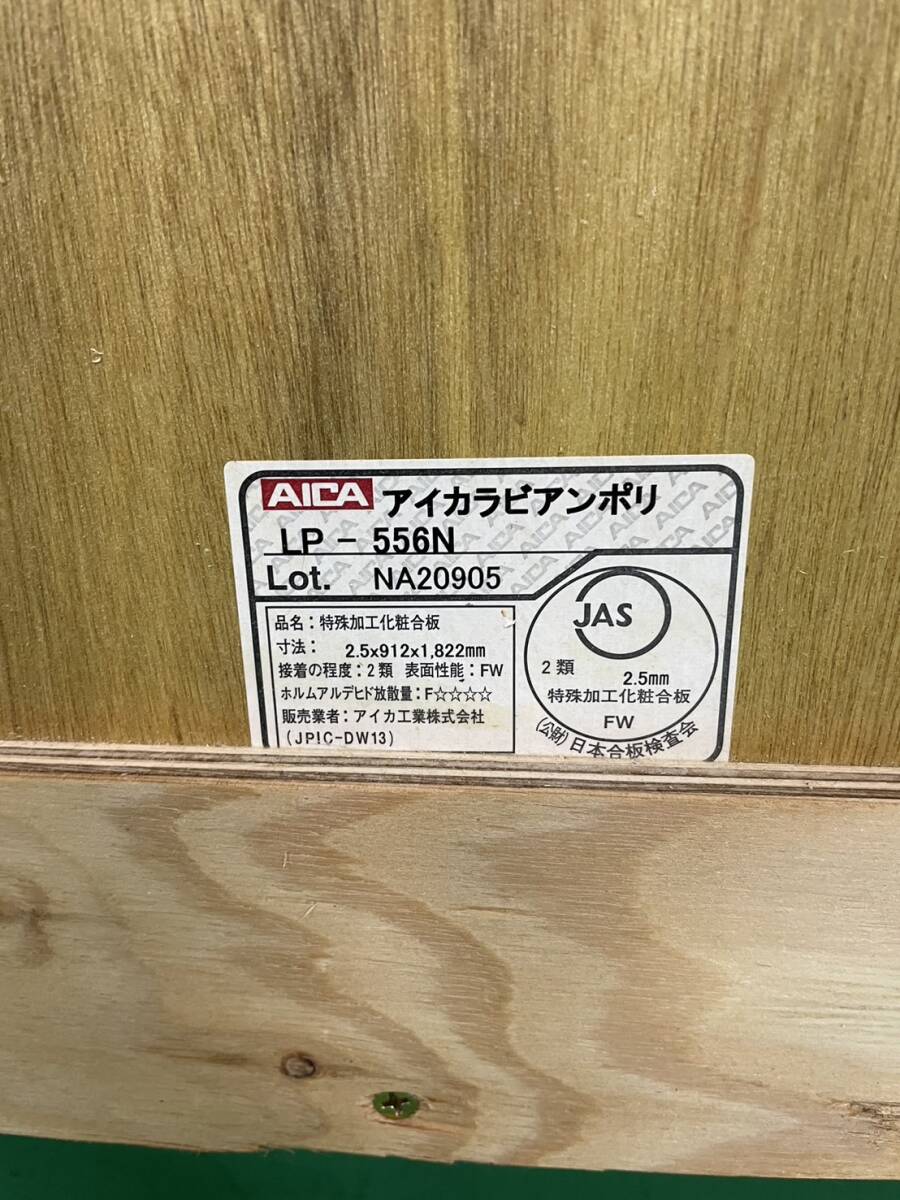 AICA アイカラビアンポリ
LP - 556N
Lot. NA20905
品名：特殊加工化粧合板
寸法： 2.5x912x1,822mm
接着の程度：2類 表面性能：FW
ホルムアルデヒド放散量：F☆☆☆☆
販売業者：アイカ工業株式会社
(JPIC-DW13)
JAS
2類
2.5mm
特殊加工化粧合板
FW
(公財)日本合板検査会